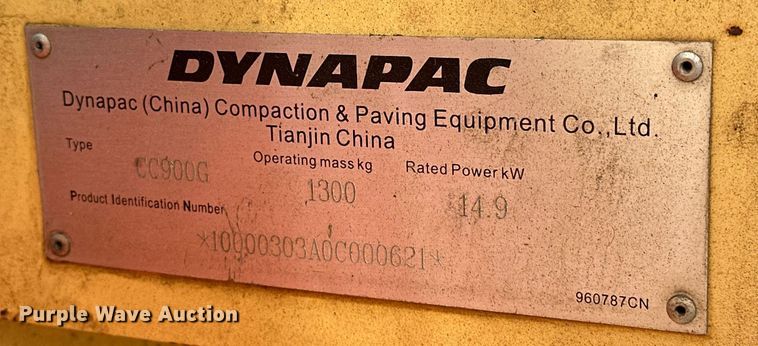 DYNAPAC
Dynapac (China) Compaction & Paving Equipment Co.,Ltd.
Tianjin China
Type Operating mass kg Rated Power kW
CC900G 1300 14.9
Product Identification Number
*10000303A0C000621*
960787CN
Purple Wave Auction